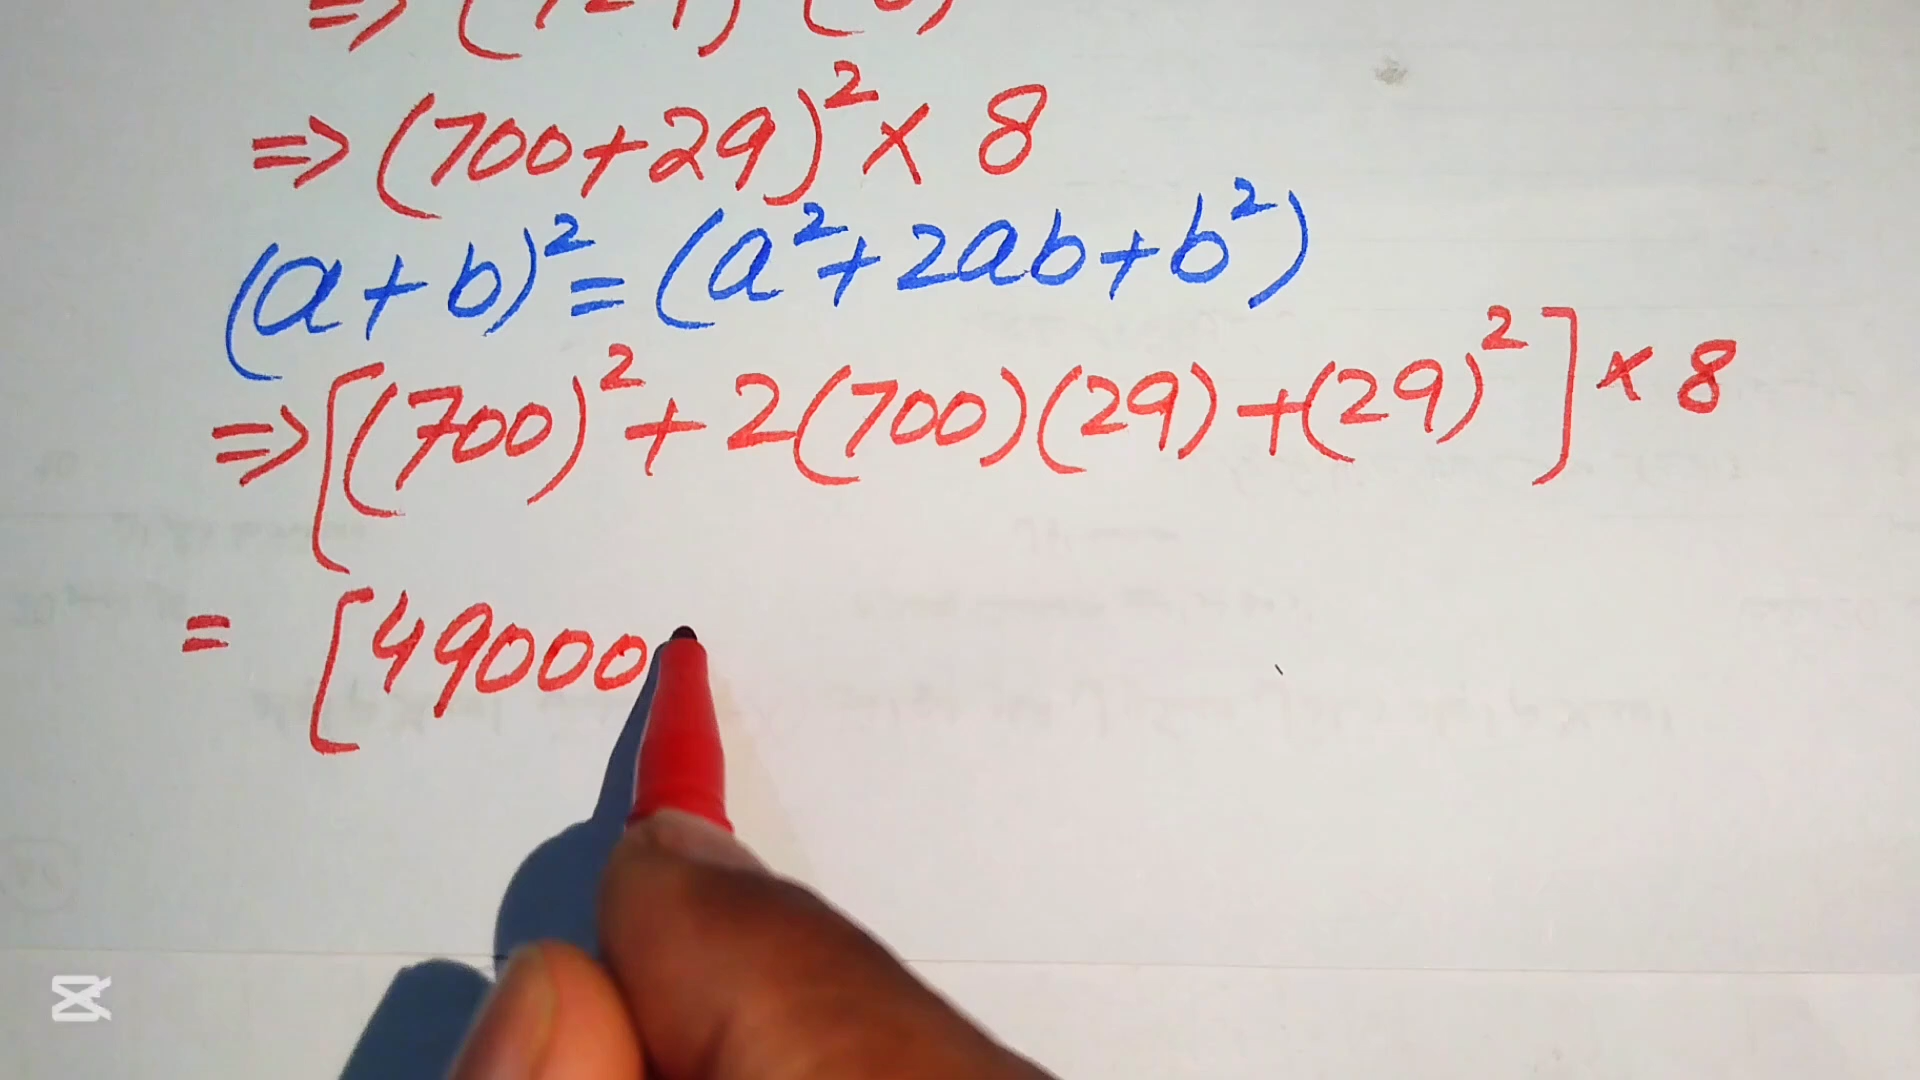 => (700+29)² × 8
(a+b)² = (a²+2ab+b²)
=> [(700)² + 2(700)(29) + (29)²] × 8
= [49000